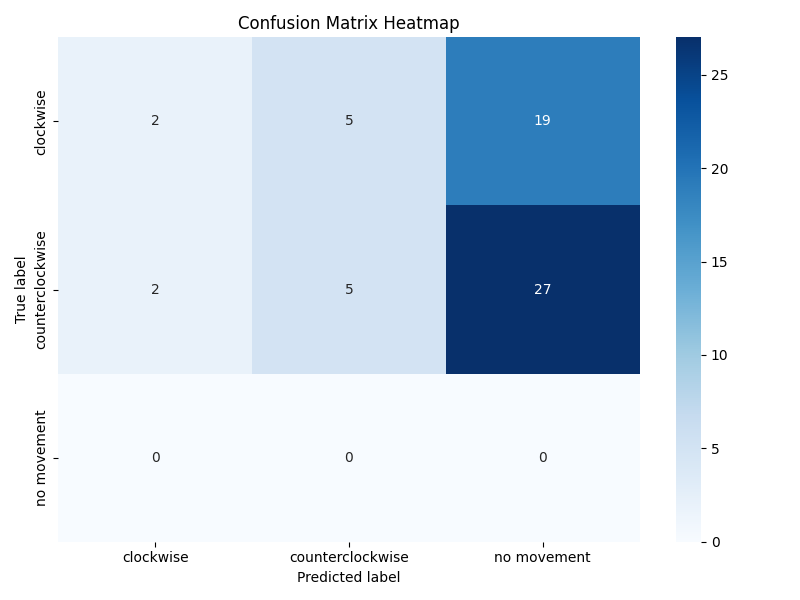 Confusion Matrix Heatmap
clockwise
2
5
19
counterclockwise
2
5
27
no movement
0
0
0
True label
clockwise
counterclockwise
no movement
Predicted label
25
20
15
10
5
0